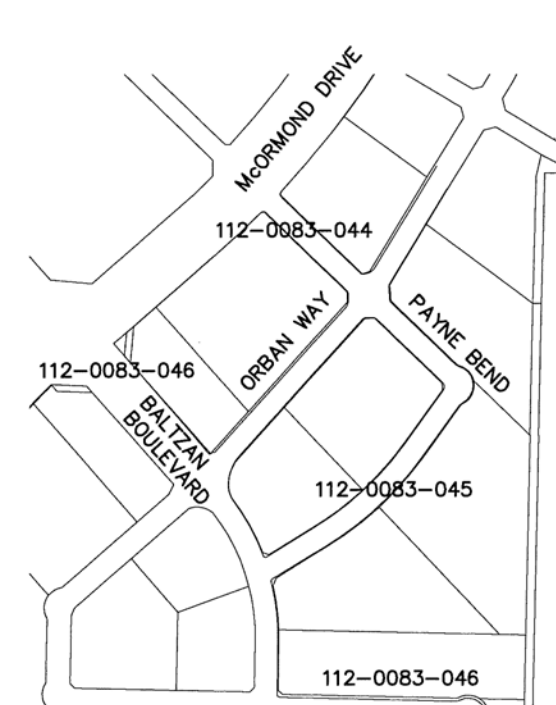 McORMOND DRIVE
112-0083-044
PAYNE BEND
ORBAN WAY
112-0083-046
BALTZAN
BOULEVARD
112-0083-045
112-0083-046